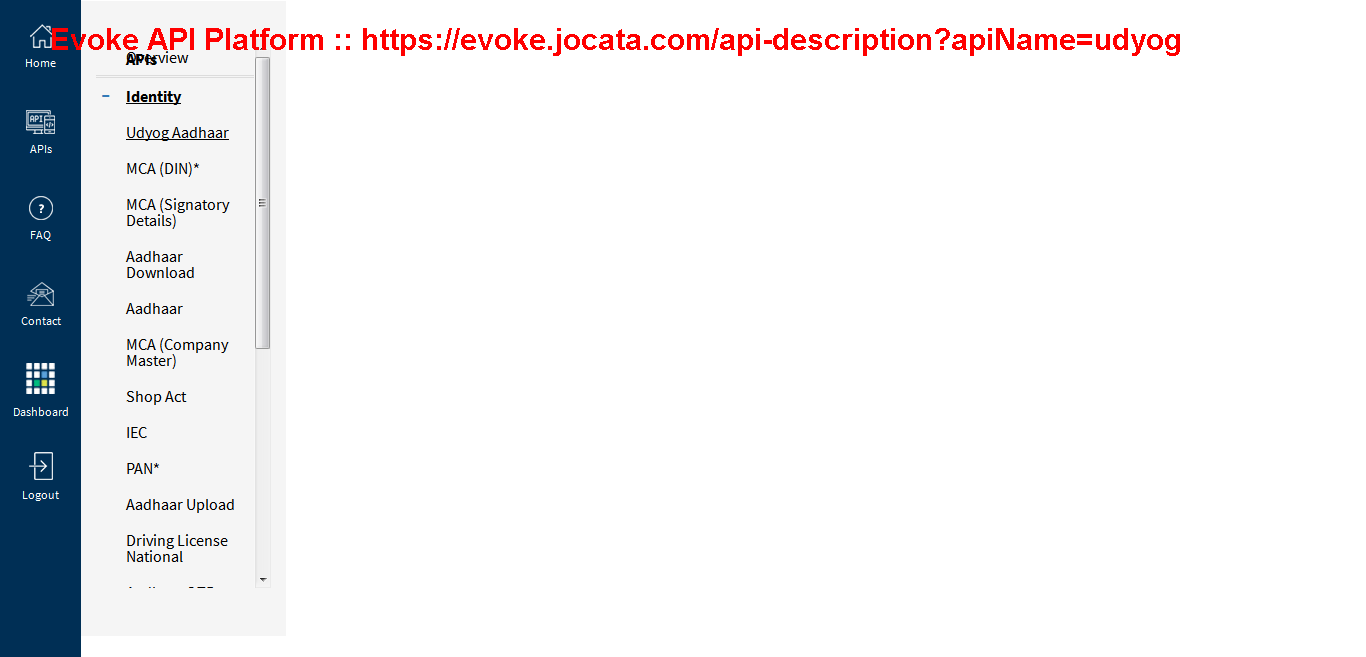 Evoke API Platform :: https://evoke.jocata.com/api-description?apiName=udyog
Home
APIs
FAQ
Contact
Dashboard
Logout
Overview
APIs
Identity
Udyog Aadhaar
MCA (DIN)*
MCA (Signatory
Details)
Aadhaar
Download
Aadhaar
MCA (Company
Master)
Shop Act
IEC
PAN*
Aadhaar Upload
Driving License
National